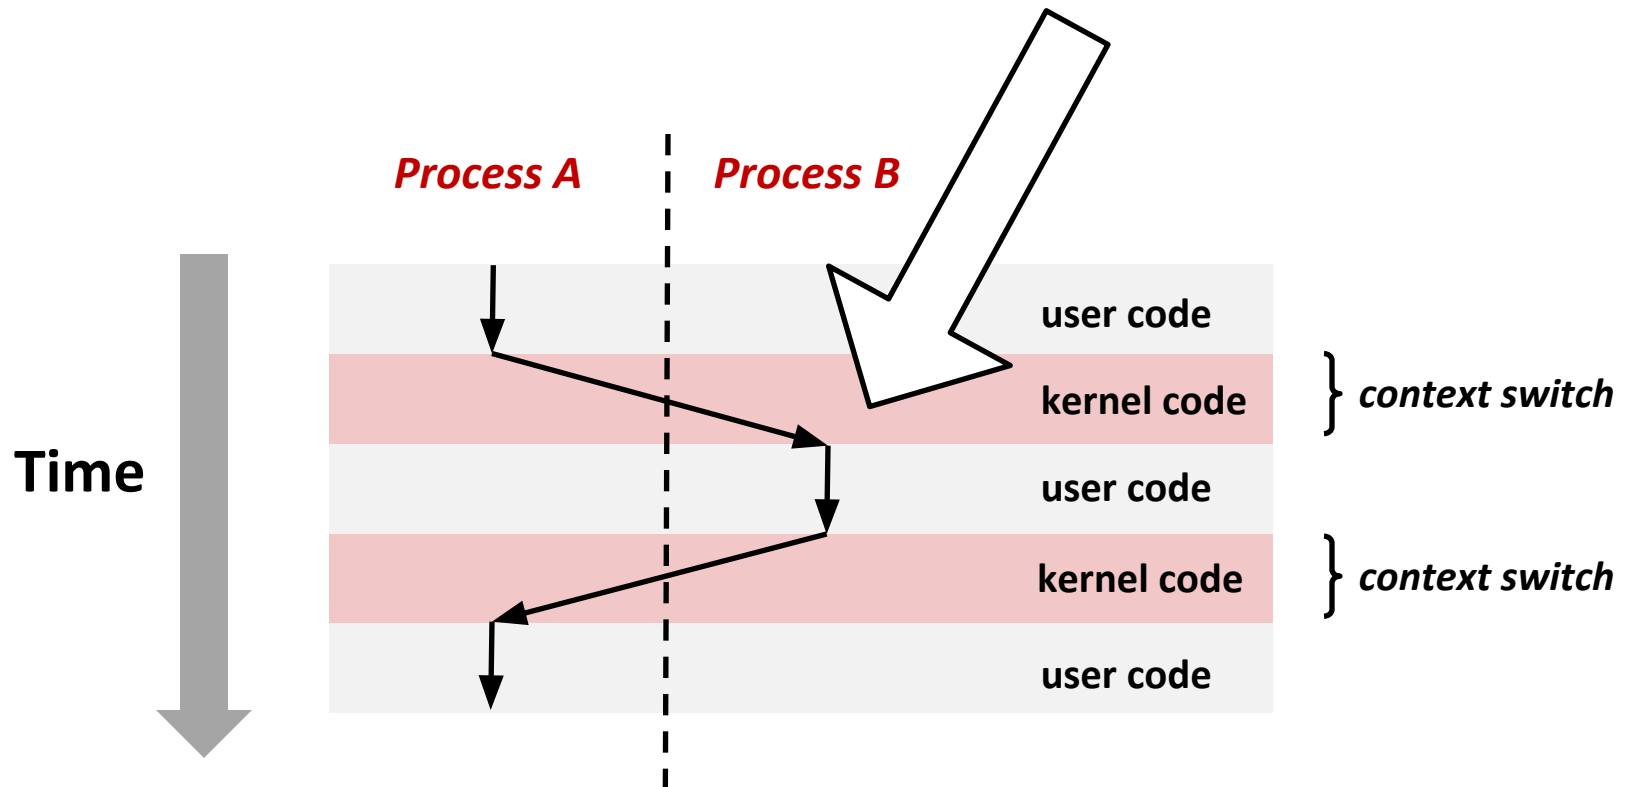 Process A
Process B
user code
kernel code
context switch
Time
user code
kernel code
context switch
user code